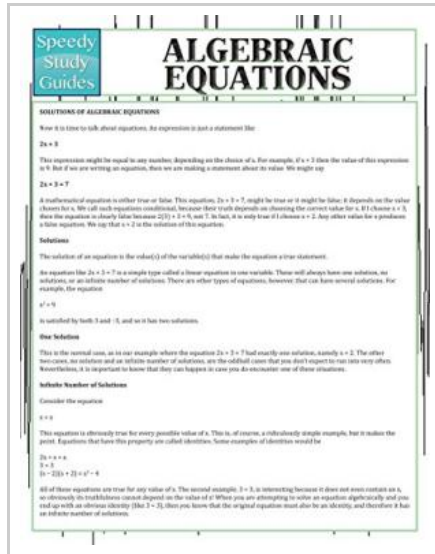 Speedy
Study
Guides
ALGEBRAIC
EQUATIONS
SOLUTIONS OF ALGEBRAIC EQUATIONS
Now it is time to talk about equations. An expression is just a statement like
2x + 3
This expression might be equal to any number, depending on the choice of x. For example, if x = 3 then the value of this expression
is 9. But if we are writing an equation, then we are making a statement about its value. We might say
2x + 3 = 7
A mathematical equation is either true or false. This equation, 2x + 3 = 7, might be true or it might be false; it depends on the value
chosen for x. We call such equations conditional, because their truth depends on choosing the correct value for x. If I choose x = 3,
then the equation is clearly false because 2(3) + 3 = 9, not 7. In fact, it is only true if I choose x = 2. Any other value for x produces
a false equation. We say that x = 2 is the solution of this equation.
Solutions
The solution of an equation is the value(s) of the variable(s) that make the equation a true statement.
An equation like 2x + 3 = 7 is a simple type called a linear equation in one variable. These will always have one solution, no
solutions, or an infinite number of solutions. There are other types of equations, however, that can have several solutions. For
example, the equation
x² = 9
is satisfied by both 3 and -3, and so it has two solutions.
One Solution
This is the normal case, as in our example where the equation 2x + 3 = 7 had exactly one solution, namely x = 2. The other
two cases, no solution and an infinite number of solutions, are the oddball cases that you don't expect to run into very often.
Nevertheless, it is important to know that they can happen in case you do encounter one of these situations.
Infinite Number of Solutions
Consider the equation
x = x
This equation is obviously true for every possible value of x. This is, of course, a ridiculously simple example, but it makes the
point. Equations that have this property are called identities. Some examples of identities would be
2x = x + x
3 = 3
(x - 2)(x + 2) = x² - 4
All of these equations are true for any value of x. The second example, 3 = 3, is interesting because it does not even contain an x,
so obviously its truthfulness cannot depend on the value of x! When you are attempting to solve an equation algebraically and you
end up with an obvious identity (like 3 = 3), then you know that the original equation must also be an identity, and therefore it has
an infinite number of solutions.